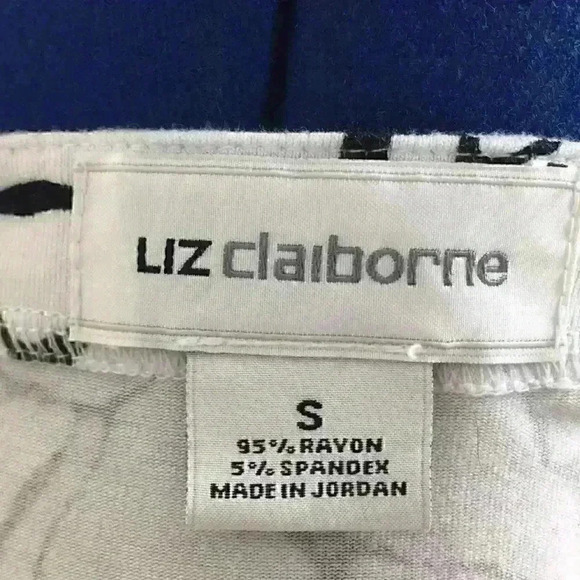 LIZ claiborne
S
95% RAYON
5% SPANDEX
MADE IN JORDAN